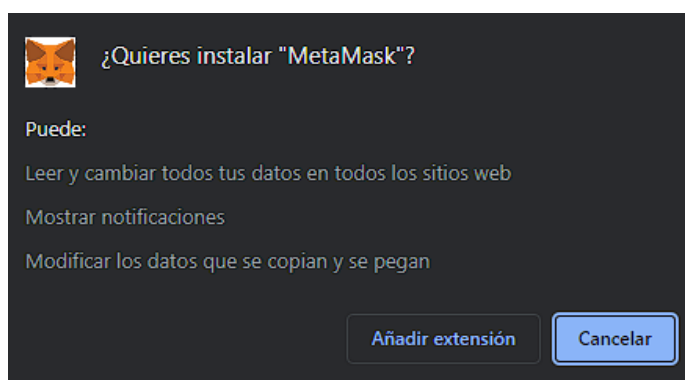 ¿Quieres instalar "MetaMask"?
Puede:
Leer y cambiar todos tus datos en todos los sitios web
Mostrar notificaciones
Modificar los datos que se copian y se pegan
Añadir extensión
Cancelar